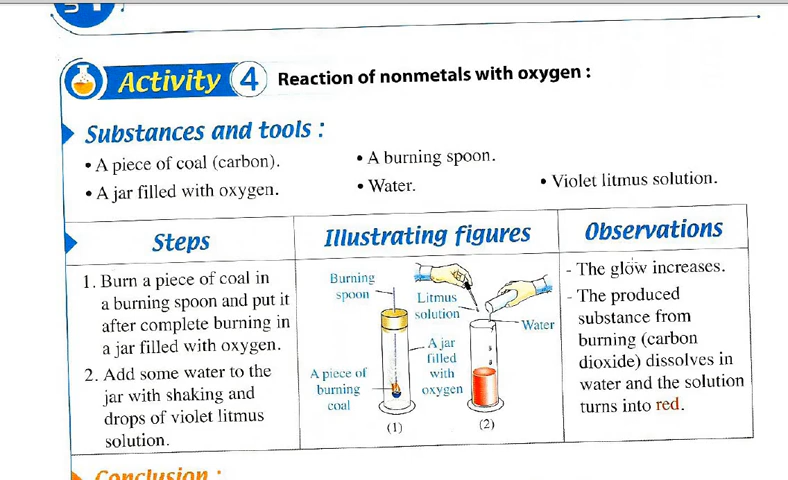 Activity 4 Reaction of nonmetals with oxygen :
Substances and tools :
• A piece of coal (carbon).
• A burning spoon.
• A jar filled with oxygen.
• Water.
• Violet litmus solution.
Steps
Illustrating figures
Observations
1. Burn a piece of coal in
a burning spoon and put it
after complete burning in
a jar filled with oxygen.
2. Add some water to the
jar with shaking and
drops of violet litmus
solution.
Burning
spoon
Litmus
solution
Water
A jar
filled
with
oxygen
A piece of
burning
coal
(1)
(2)
- The glow increases.
- The produced
substance from
burning (carbon
dioxide) dissolves in
water and the solution
turns into red.
Conclusion :